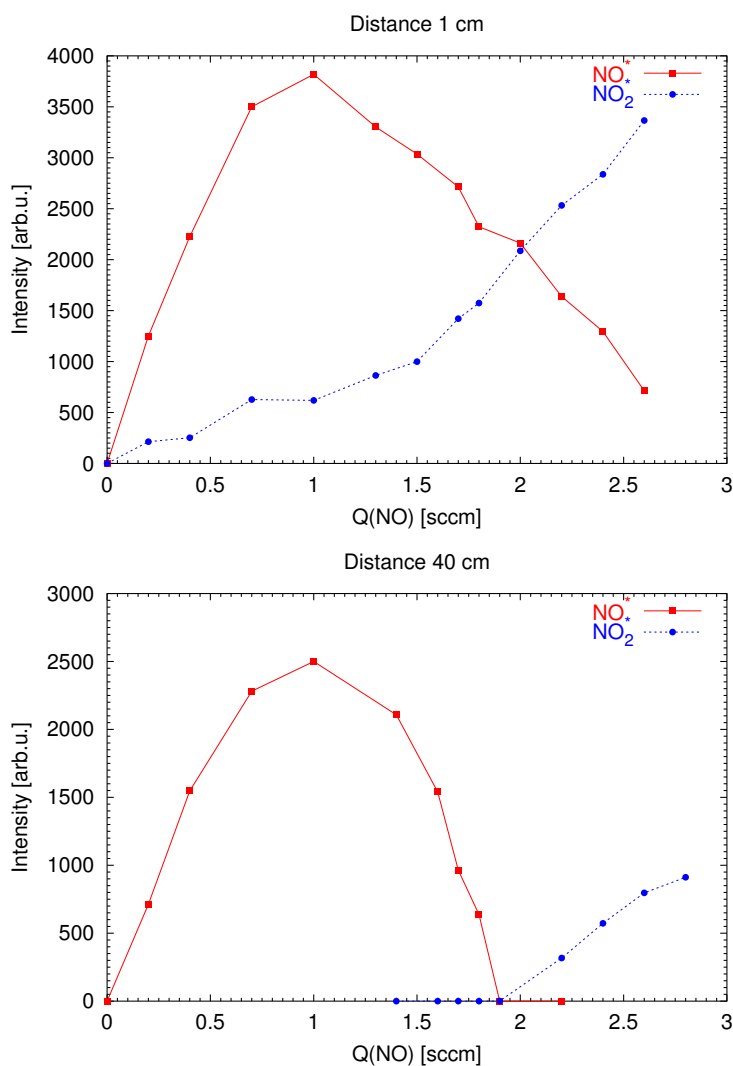 Distance 1 cm
4000
3500
3000
2500
2000
1500
1000
500
0
Intensity [arb.u.]
NO*
NO2*
0 0.5 1 1.5 2 2.5 3
Q(NO) [sccm]
Distance 40 cm
3000
2500
2000
1500
1000
500
0
Intensity [arb.u.]
NO*
NO2*
0 0.5 1 1.5 2 2.5 3
Q(NO) [sccm]